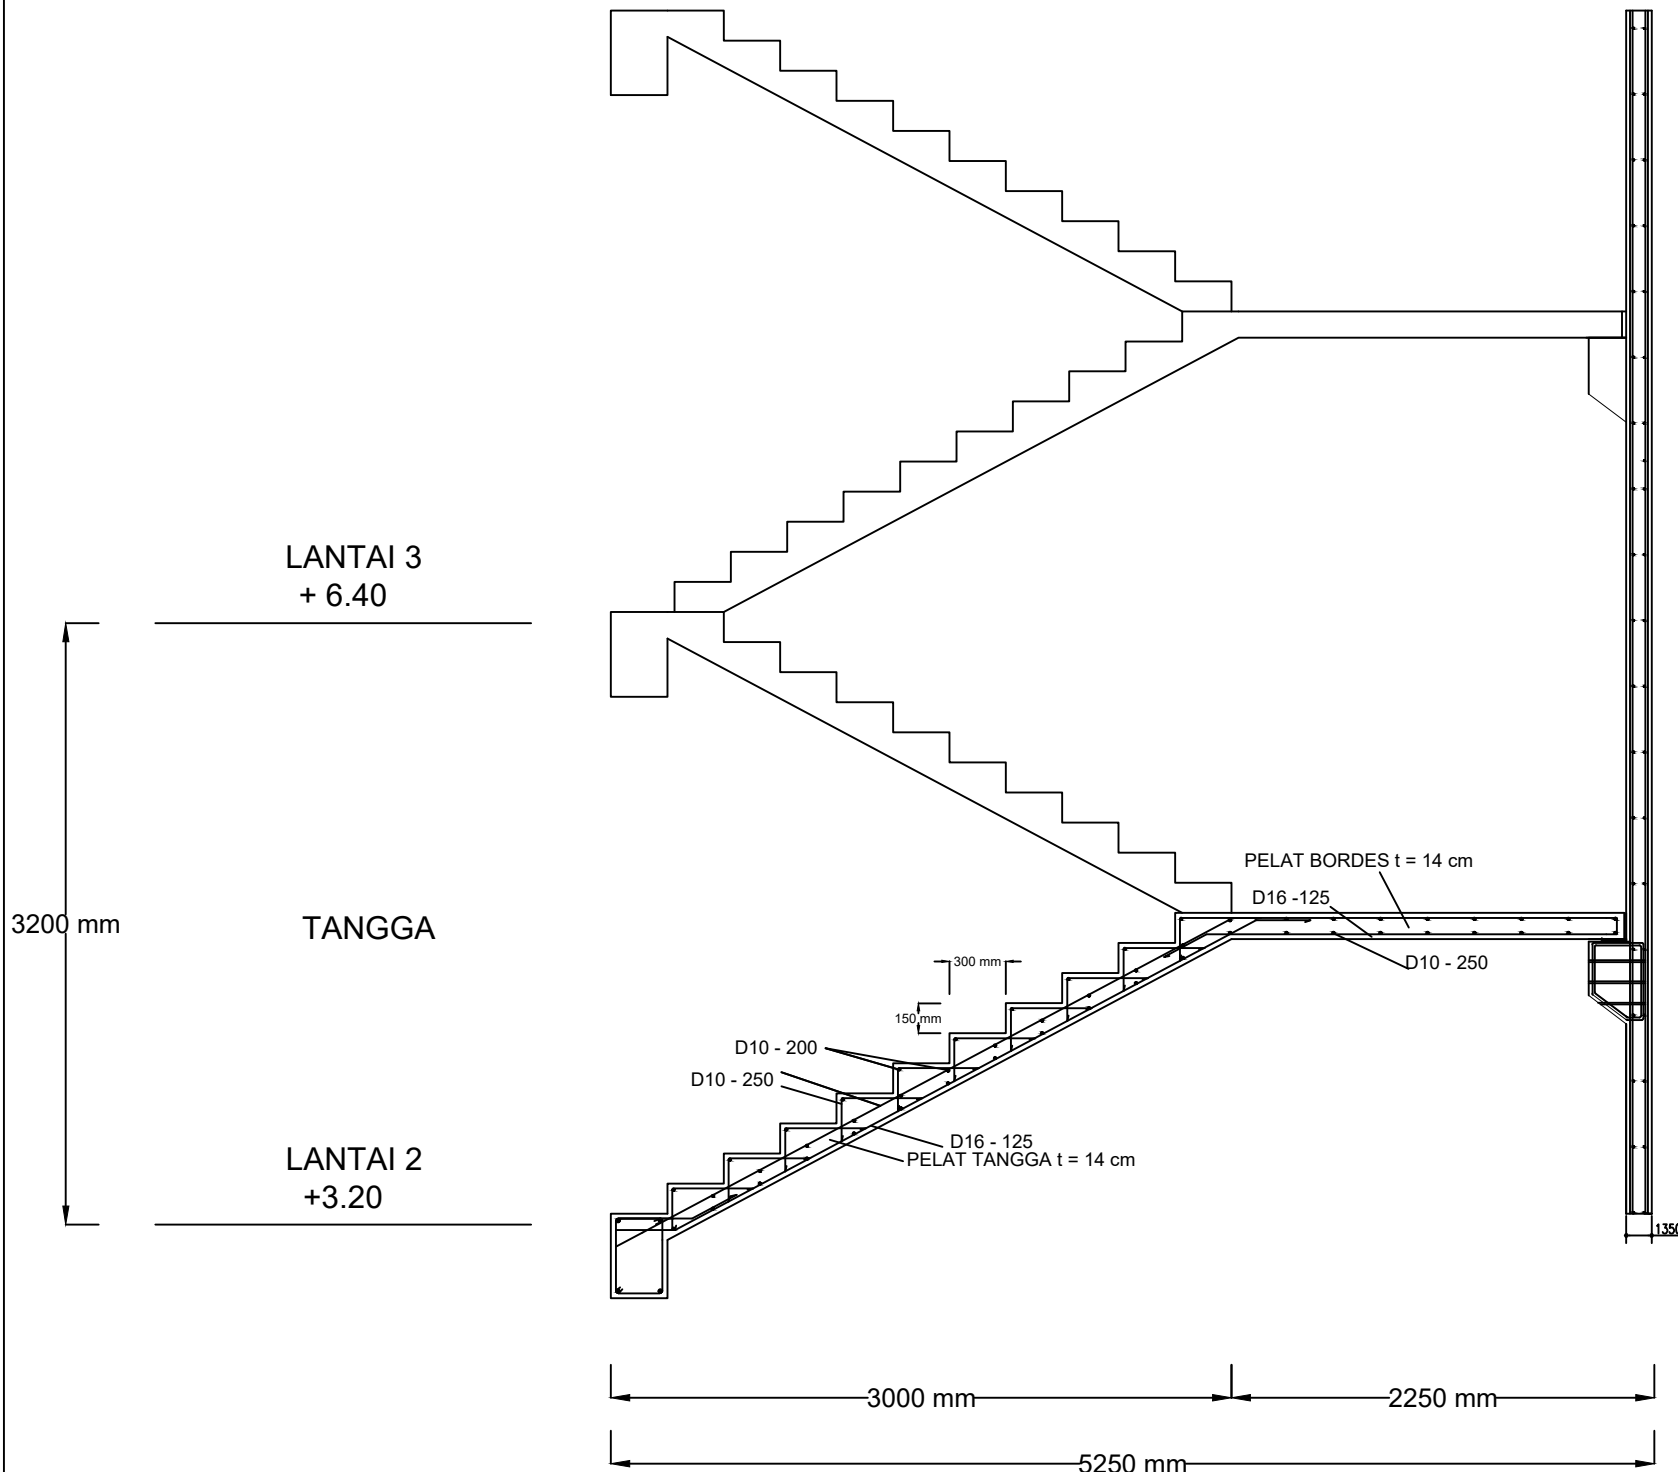 LANTAI 3
+ 6.40
PELAT BORDES t = 14 cm
D16 -125
3200 mm
TANGGA
300 mm
D10 - 250
150 mm
D10 - 200
D10 - 250
D16 - 125
PELAT TANGGA t = 14 cm
LANTAI 2
+3.20
1350
3000 mm
2250 mm
5250 mm